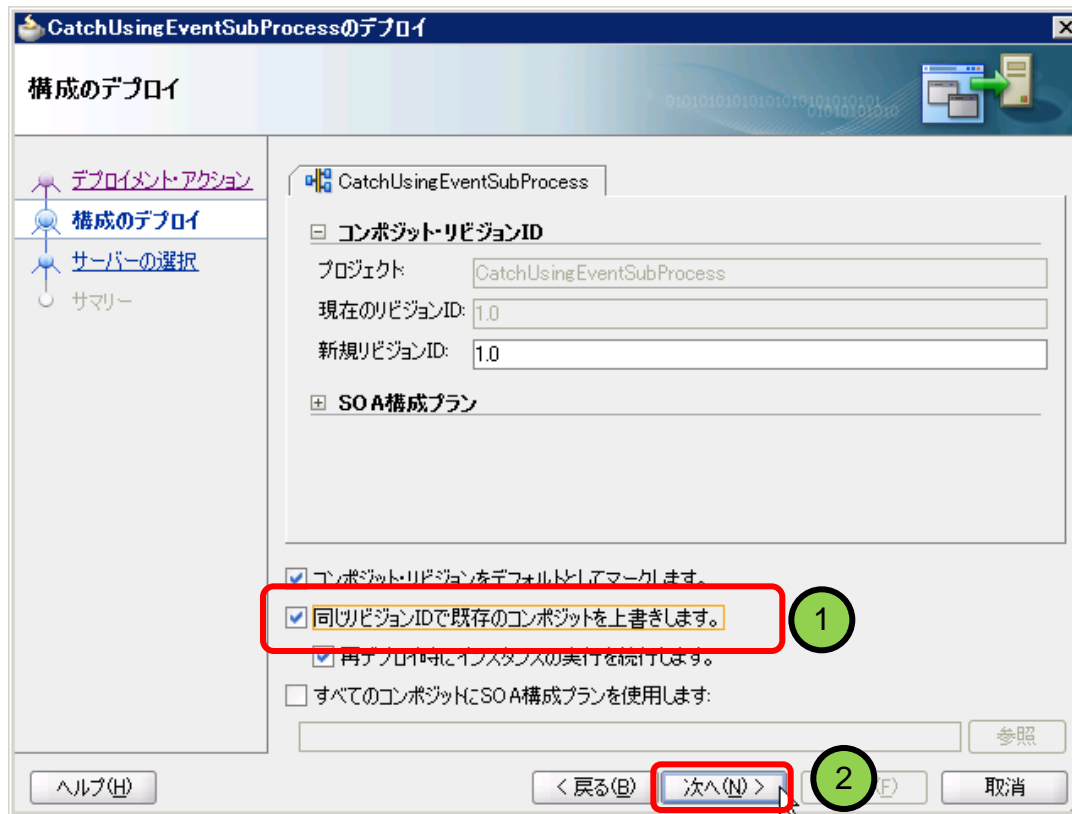 CatchUsingEventSubProcessのデプロイ
構成のデプロイ
デプロイメント・アクション
構成のデプロイ
サーバーの選択
サマリー
CatchUsingEventSubProcess
コンポジット・リビジョンID
プロジェクト: CatchUsingEventSubProcess
現在のリビジョンID: 1.0
新規リビジョンID: 1.0
SOA構成プラン
コンポジット・リビジョンをデフォルトとしてマークします。
同じリビジョンIDで既存のコンポジットを上書きします。
1
再デプロイ時にインスタンスの実行を続行します。
すべてのコンポジットにSOA構成プランを使用します:
参照
ヘルプ(H)
< 戻る(B)
次へ(N) >
2
取消